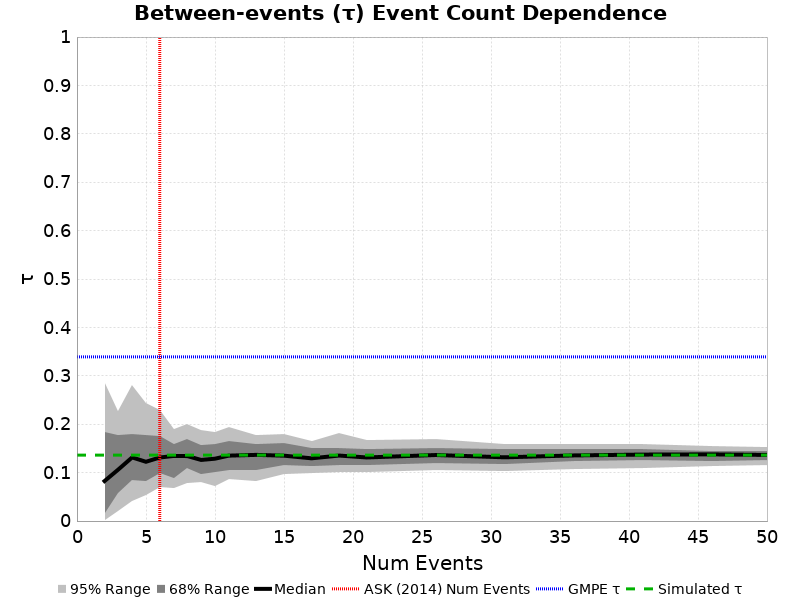 Between-events (τ) Event Count Dependence
1
0.9
0.8
0.7
0.6
0.5
0.4
0.3
0.2
0.1
0
τ
0 5 10 15 20 25 30 35 40 45 50
Num Events
95% Range 68% Range Median ASK (2014) Num Events GMPE τ Simulated τ